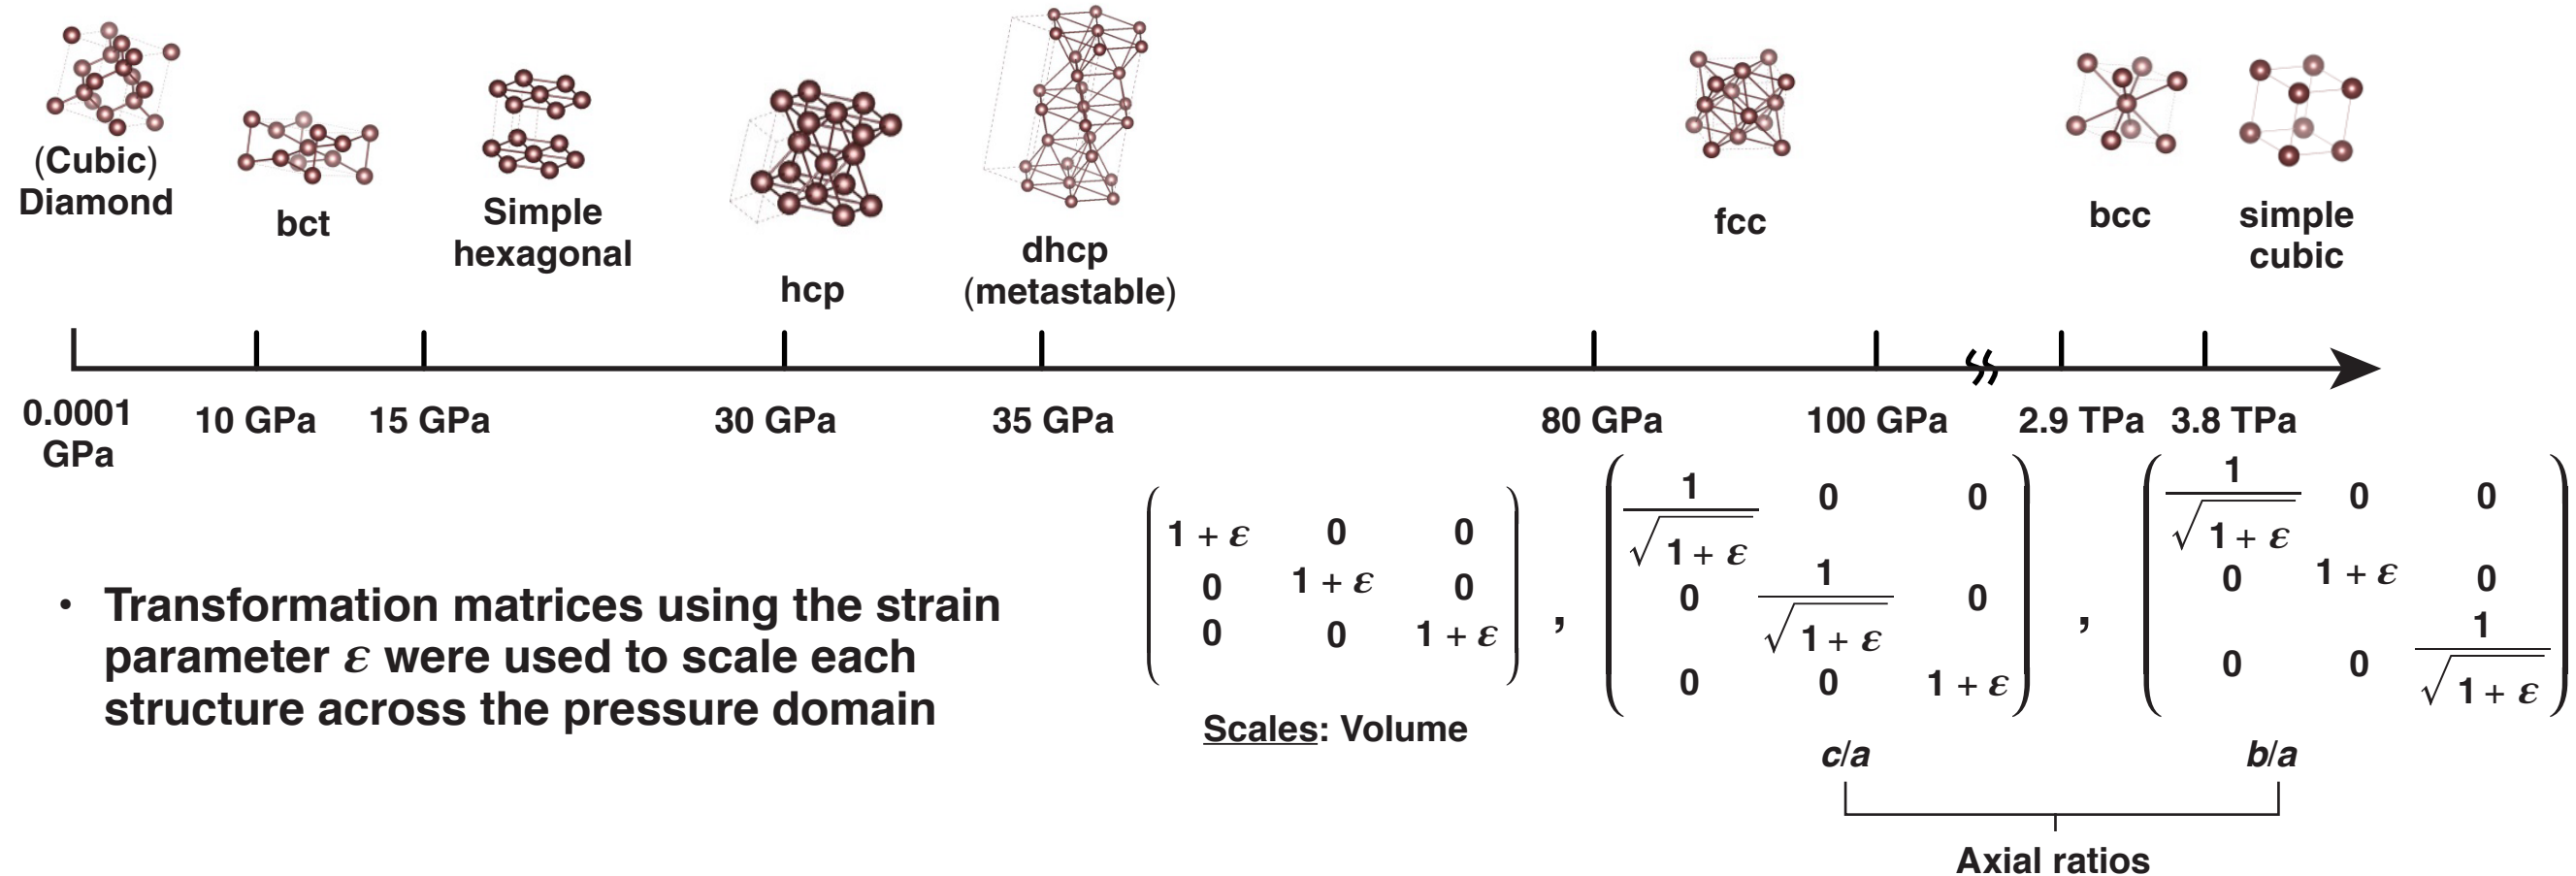 (Cubic)
Diamond
bct
Simple
hexagonal
hcp
dhcp
(metastable)
fcc
bcc
simple
cubic
0.0001
GPa
10 GPa
15 GPa
30 GPa
35 GPa
80 GPa
100 GPa
2.9 TPa
3.8 TPa
• Transformation matrices using the strain
parameter ε were used to scale each
structure across the pressure domain
1 + ε 0 0
0 1 + ε 0
0 0 1 + ε
,
1/√1 + ε 0 0
0 1/√1 + ε 0
0 0 1 + ε
,
1/√1 + ε 0 0
0 1 + ε 0
0 0 1/√1 + ε
Scales: Volume
c/a
b/a
Axial ratios